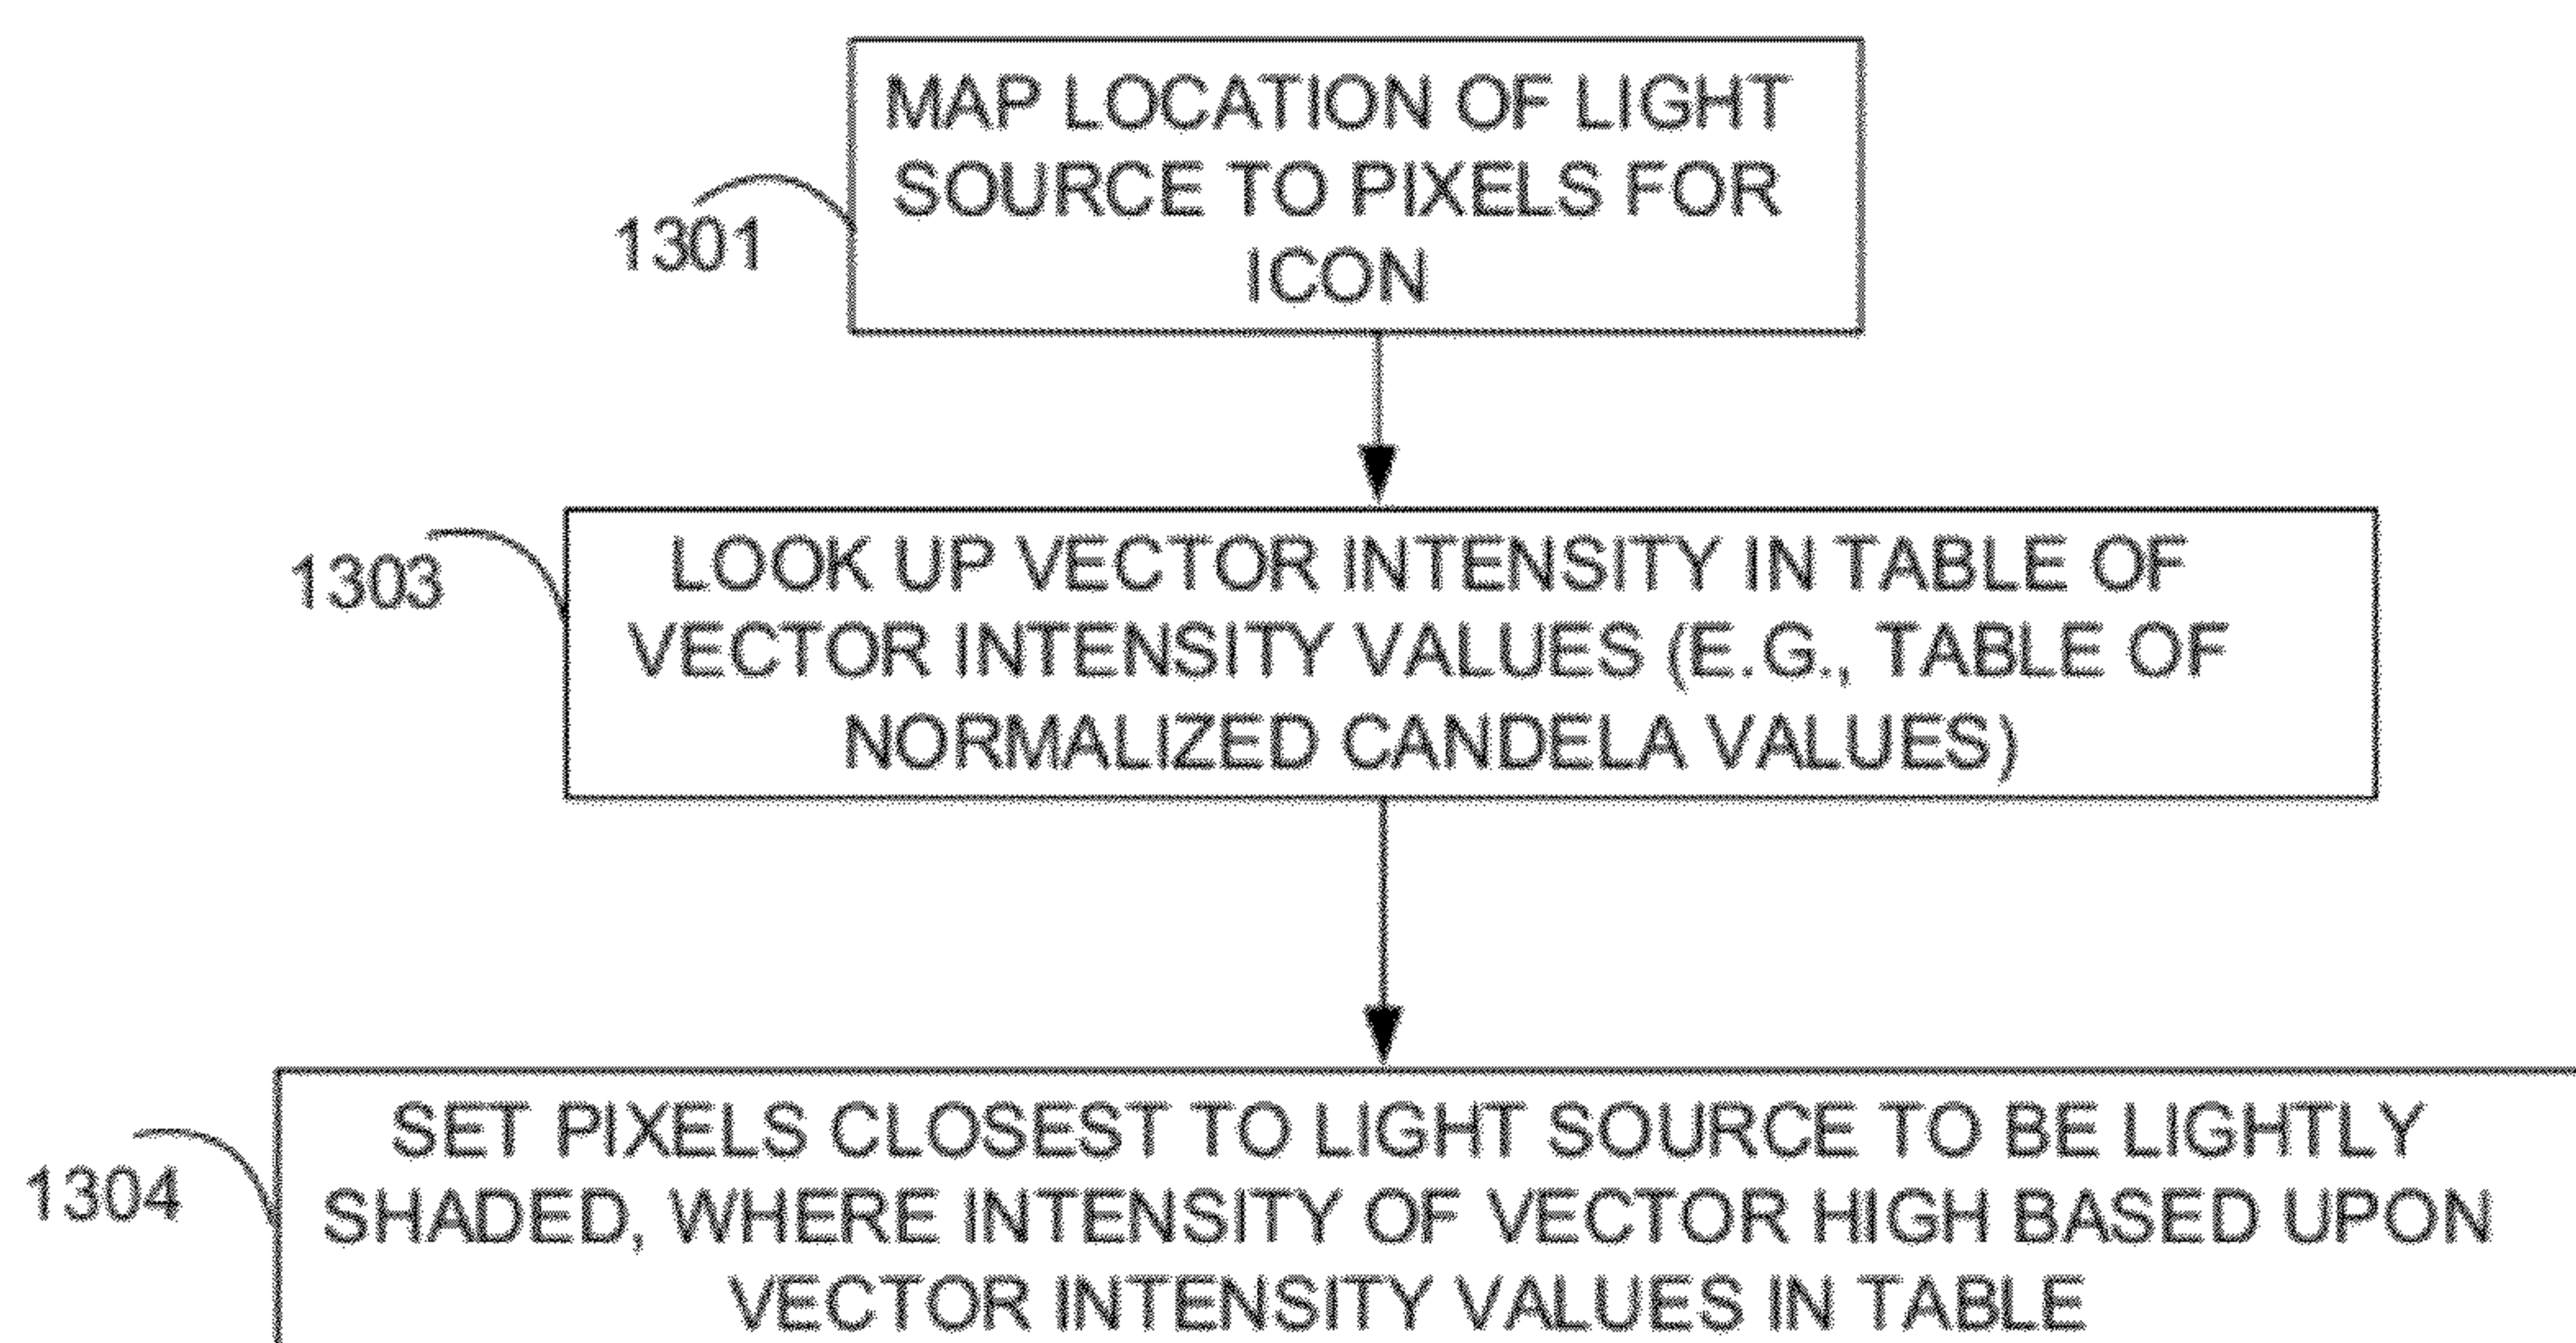 MAP LOCATION OF LIGHT
SOURCE TO PIXELS FOR
ICON
1301
LOOK UP VECTOR INTENSITY IN TABLE OF
VECTOR INTENSITY VALUES (E.G., TABLE OF
NORMALIZED CANDELA VALUES)
1303
SET PIXELS CLOSEST TO LIGHT SOURCE TO BE LIGHTLY
SHADED, WHERE INTENSITY OF VECTOR HIGH BASED UPON
VECTOR INTENSITY VALUES IN TABLE
1304